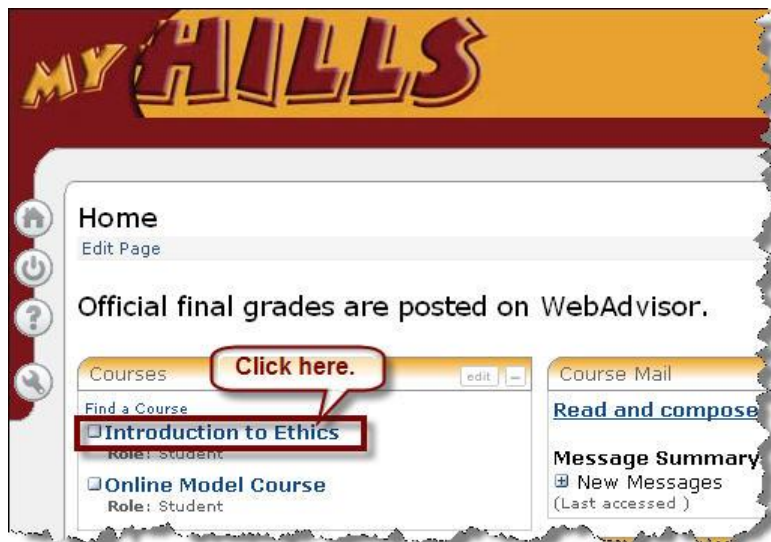 MY HILLS
Home
Edit Page
Official final grades are posted on WebAdvisor.
Courses
edit
Click here.
Find a Course
Introduction to Ethics
Role: Student
Online Model Course
Role: Student
Course Mail
Read and compose
Message Summary
New Messages
(Last accessed )